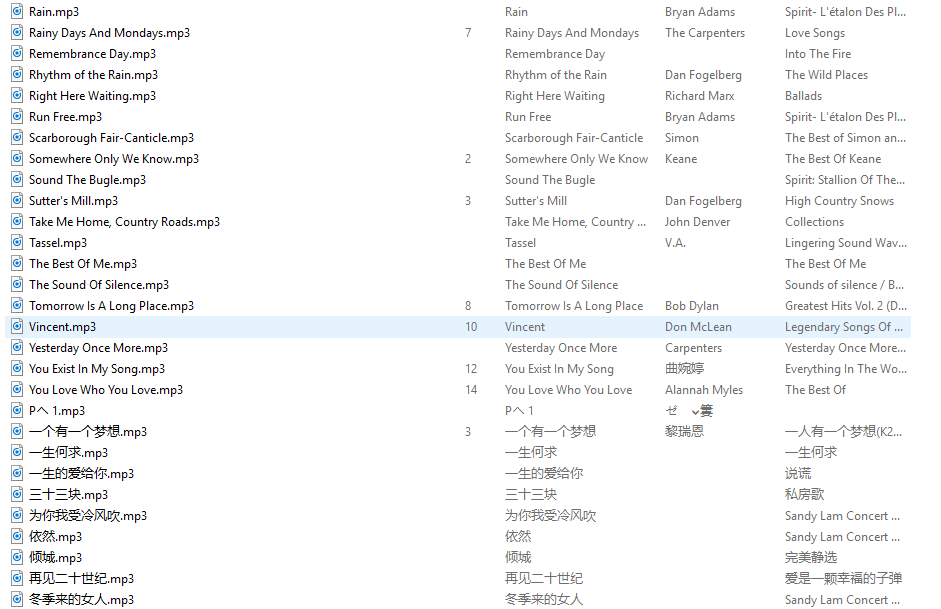 Rain.mp3 Rain Bryan Adams Spirit- L'étalon Des Pl...
Rainy Days And Mondays.mp3 7 Rainy Days And Mondays The Carpenters Love Songs
Remembrance Day.mp3 Remembrance Day Into The Fire
Rhythm of the Rain.mp3 Rhythm of the Rain Dan Fogelberg The Wild Places
Right Here Waiting.mp3 Right Here Waiting Richard Marx Ballads
Run Free.mp3 Run Free Bryan Adams Spirit- L'étalon Des Pl...
Scarborough Fair-Canticle.mp3 Scarborough Fair-Canticle Simon The Best of Simon an...
Somewhere Only We Know.mp3 2 Somewhere Only We Know Keane The Best Of Keane
Sound The Bugle.mp3 Sound The Bugle Spirit: Stallion Of The...
Sutter's Mill.mp3 3 Sutter's Mill Dan Fogelberg High Country Snows
Take Me Home, Country Roads.mp3 Take Me Home, Country ... John Denver Collections
Tassel.mp3 Tassel V.A. Lingering Sound Wav...
The Best Of Me.mp3 The Best Of Me The Best Of Me
The Sound Of Silence.mp3 The Sound Of Silence Sounds of silence / B...
Tomorrow Is A Long Place.mp3 8 Tomorrow Is A Long Place Bob Dylan Greatest Hits Vol. 2 (D...
Vincent.mp3 10 Vincent Don McLean Legendary Songs Of ...
Yesterday Once More.mp3 Yesterday Once More Carpenters Yesterday Once More...
You Exist In My Song.mp3 12 You Exist In My Song 曲婉婷 Everything In The Wo...
You Love Who You Love.mp3 14 You Love Who You Love Alannah Myles The Best Of
Pへ 1.mp3 Pへ 1
一个有一个梦想.mp3 3 一个有一个梦想 黎瑞恩 一人有一个梦想(K2...
一生何求.mp3 一生何求 一生何求
一生的爱给你.mp3 一生的爱给你 说谎
三十三块.mp3 三十三块 私房歌
为你我受冷风吹.mp3 为你我受冷风吹 Sandy Lam Concert ...
依然.mp3 依然 Sandy Lam Concert ...
倾城.mp3 倾城 完美静选
再见二十世纪.mp3 再见二十世纪 爱是一颗幸福的子弹
冬季来的女人.mp3 冬季来的女人 Sandy Lam Concert ...